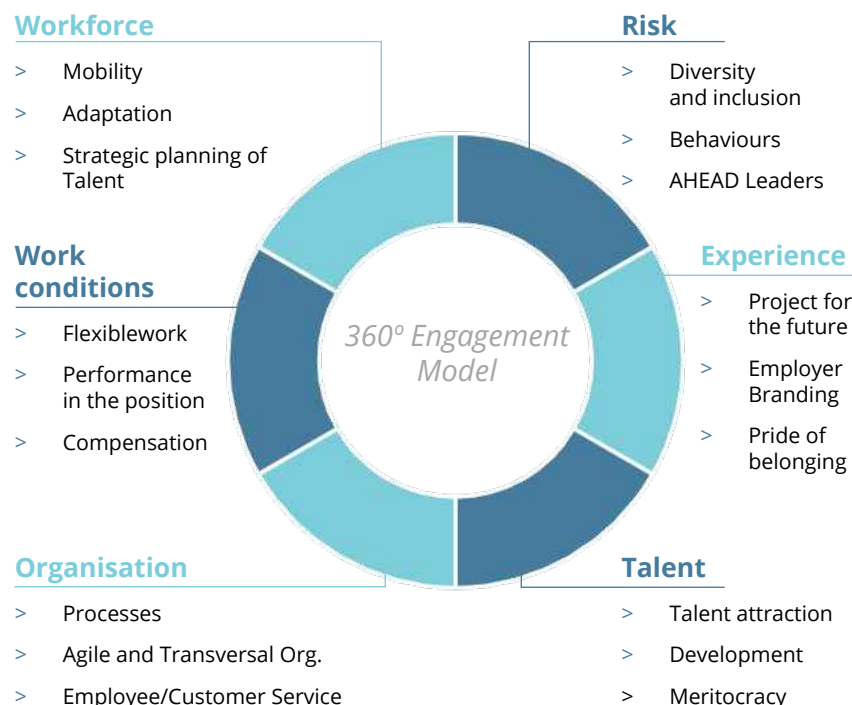 Workforce
> Mobility
> Adaptation
> Strategic planning of
Talent
Risk
> Diversity
and inclusion
> Behaviours
> AHEAD Leaders
Work
conditions
> Flexiblework
> Performance
in the position
> Compensation
360º Engagement
Model
Experience
> Project for
the future
> Employer
Branding
> Pride of
belonging
Organisation
> Processes
> Agile and Transversal Org.
> Employee/Customer Service
Talent
> Talent attraction
> Development
> Meritocracy